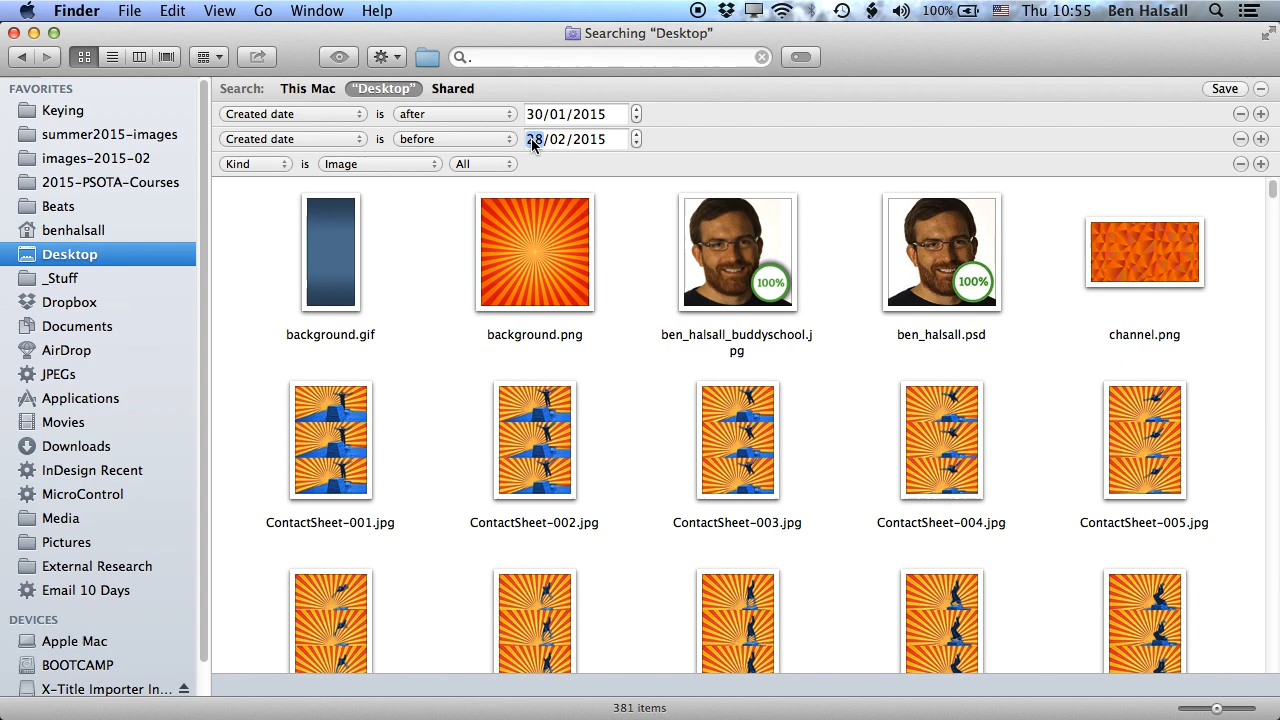 Finder File Edit View Go Window Help 100% Thu 10:55 Ben Halsall
Searching “Desktop”
.
FAVORITES
Keying
summer2015-images
images-2015-02
2015-PSOTA-Courses
Beats
benhalsall
Desktop
_Stuff
Dropbox
Documents
AirDrop
JPEGs
Applications
Movies
Downloads
InDesign Recent
MicroControl
Media
Pictures
External Research
Email 10 Days
DEVICES
Apple Mac
BOOTCAMP
X-Title Importer In...
Search: This Mac “Desktop” Shared Save
Created date is after 30/01/2015
Created date is before 28/02/2015
Kind is Image All
100% 100%
background.gif background.png ben_halsall_buddyschool.j ben_halsall.psd channel.png
pg
ContactSheet-001.jpg ContactSheet-002.jpg ContactSheet-003.jpg ContactSheet-004.jpg ContactSheet-005.jpg
381 items